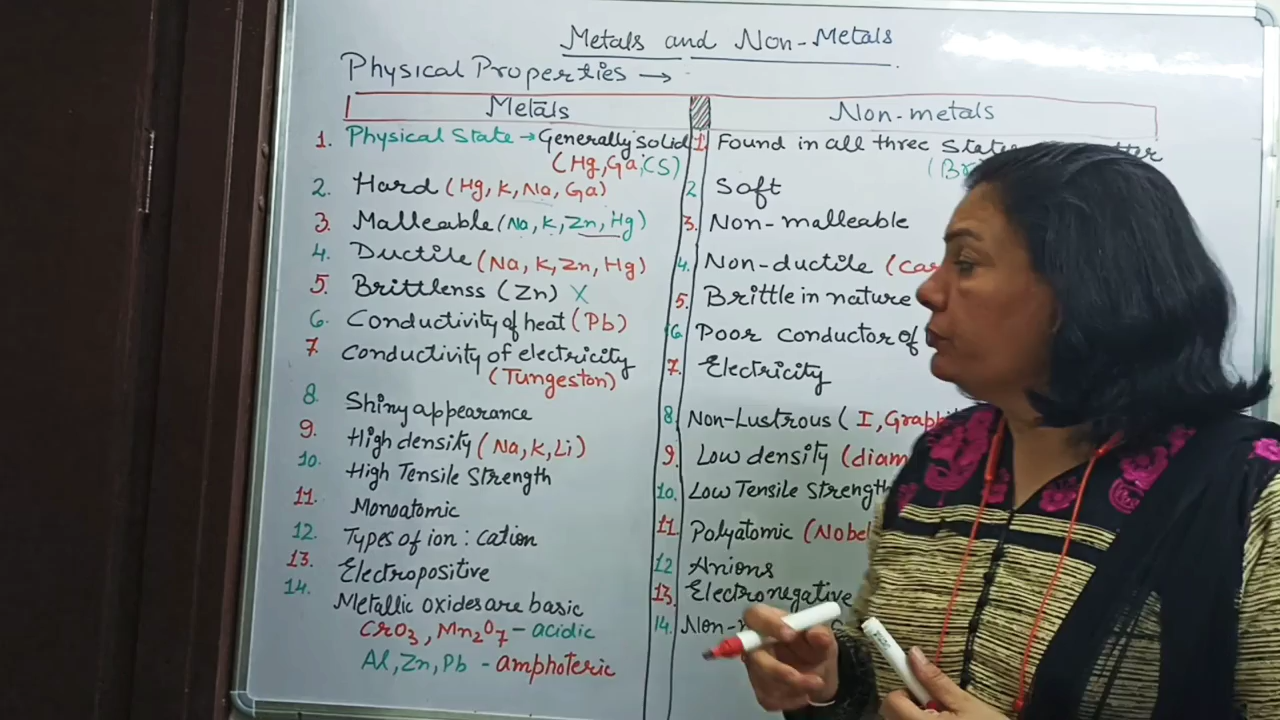 Metals and Non-Metals
Physical Properties →
Metals
Non-metals
1. Physical State → Generally solid
(Hg, Ga, CS)
2. Hard (Hg, K, Na, Ga)
3. Malleable (Na, K, Zn, Hg)
4. Ductile (Na, K, Zn, Hg)
5. Brittlenss (Zn) X
6. Conductivity of heat (Pb)
7. Conductivity of electricity
(Tungeston)
8. Shiny appearance
9. High density (Na, K, Li)
10. High Tensile Strength
11. Monoatomic
12. Types of ion : cation
13. Electropositive
14. Metallic oxides are basic
CrO3, Mn2O7 - acidic
Al, Zn, Pb - amphoteric
1. Found in all three
2 Soft
3. Non-malleable
4. Non-ductile
5. Brittle in nature
6 Poor conductor of
7. Electricity
8 Non-Lustrous ( I,
9. Low density
10. Low Tensile Strength
11. Polyatomic
12 Anions
13. Electronegative
14.